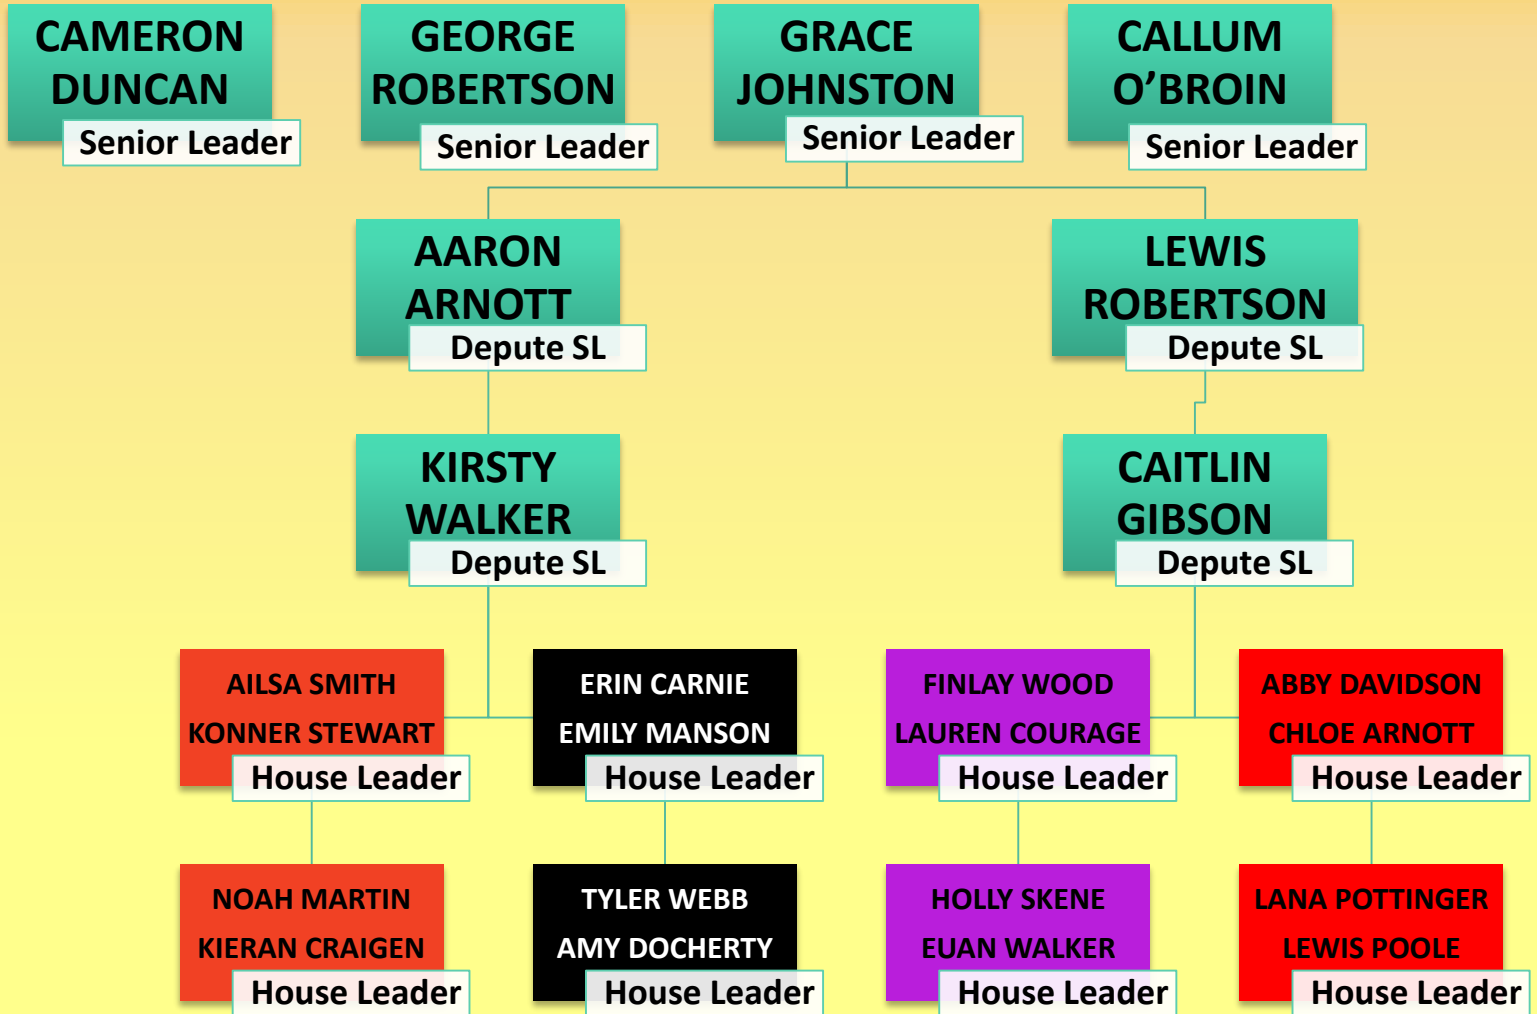 CAMERON
DUNCAN
Senior Leader
GEORGE
ROBERTSON
Senior Leader
GRACE
JOHNSTON
Senior Leader
CALLUM
O’BROIN
Senior Leader
AARON
ARNOTT
Depute SL
LEWIS
ROBERTSON
Depute SL
KIRSTY
WALKER
Depute SL
CAITLIN
GIBSON
Depute SL
AILSA SMITH
KONNER STEWART
House Leader
ERIN CARNIE
EMILY MANSON
House Leader
FINLAY WOOD
LAUREN COURAGE
House Leader
ABBY DAVIDSON
CHLOE ARNOTT
House Leader
NOAH MARTIN
KIERAN CRAIGEN
House Leader
TYLER WEBB
AMY DOCHERTY
House Leader
HOLLY SKENE
EUAN WALKER
House Leader
LANA POTTINGER
LEWIS POOLE
House Leader